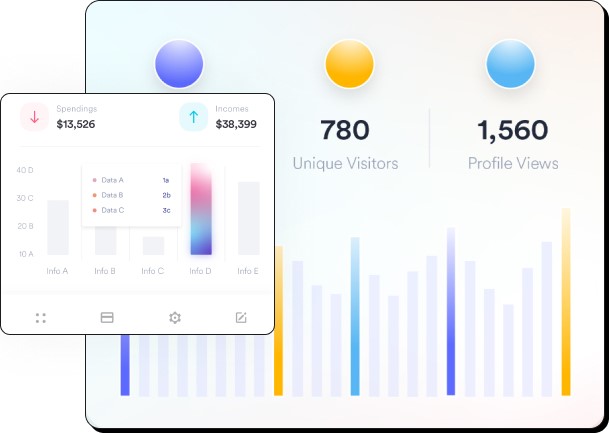 Spendings
$13,526
Incomes
$38,399
40 D
30 C
20 B
10 A
Data A 1a
Data B 2b
Data C 3c
Info A Info B Info C Info D Info E
780
Unique Visitors
1,560
Profile Views